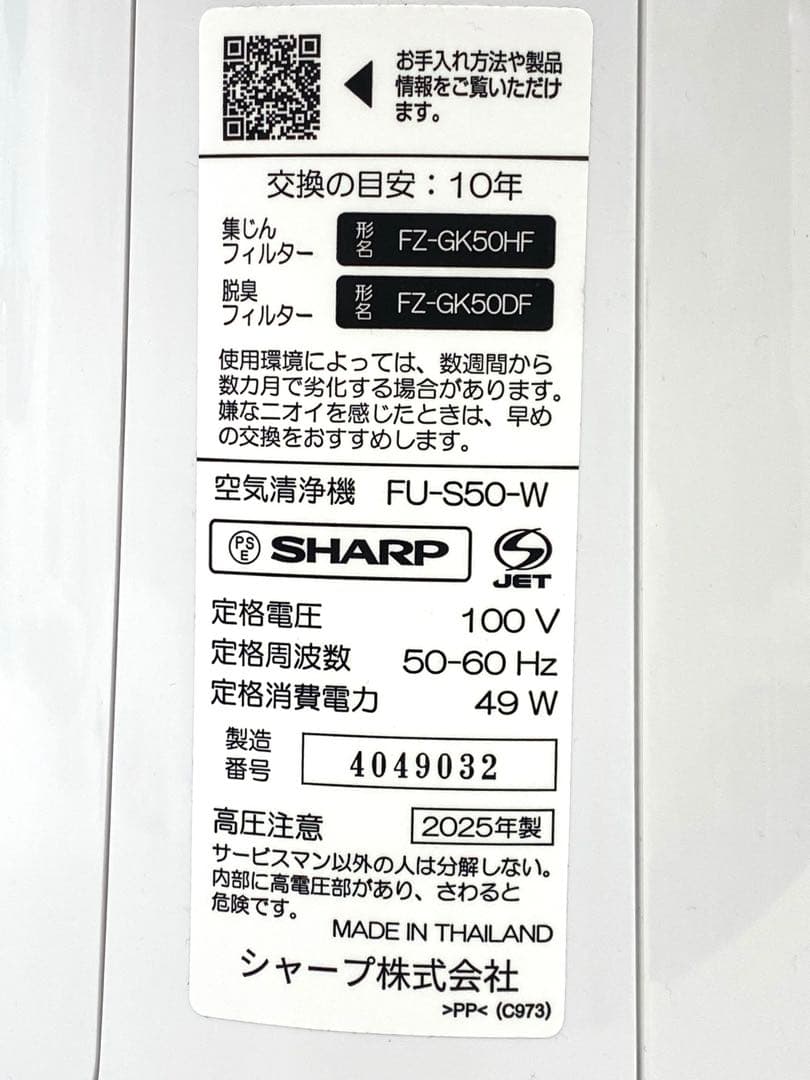 お手入れ方法や製品
情報をご覧いただけ
ます。
交換の目安：10年
集じん
フィルター
形名 FZ-GK50HF
脱臭
フィルター
形名 FZ-GK50DF
使用環境によっては、数週間から
数カ月で劣化する場合があります。
嫌なニオイを感じたときは、早め
の交換をおすすめします。
空気清浄機 FU-S50-W
PSE SHARP
JET
定格電圧 100 V
定格周波数 50-60 Hz
定格消費電力 49 W
製造
番号
4049032
高圧注意 2025年製
サービスマン以外の人は分解しない。
内部に高電圧部があり、さわると
危険です。
MADE IN THAILAND
シャープ株式会社
>PP< (C973)